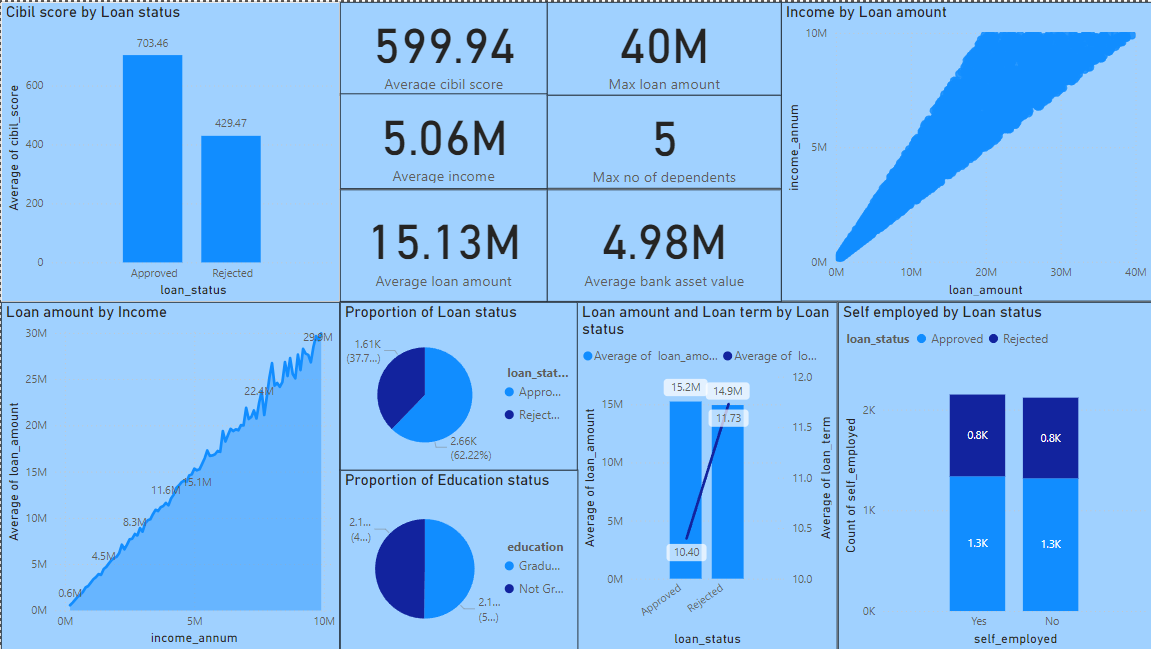 Cibil score by Loan status
703.46
429.47
600
400
200
0
Average of cibil_score
Approved
Rejected
loan_status
599.94
Average cibil score
40M
Max loan amount
5.06M
Average income
5
Max no of dependents
15.13M
Average loan amount
4.98M
Average bank asset value
Income by Loan amount
10M
5M
0M
income_annum
0M
10M
20M
30M
40M
loan_amount
Loan amount by Income
30M
25M
20M
15M
10M
5M
0M
Average of loan_amount
0.6M
4.5M
8.3M
11.6M
15.1M
22.4M
0M
5M
10M
income_annum
Proportion of Loan status
1.61K
(37.7...)
2.66K
(62.22%)
loan_stat...
Appro...
Reject...
Proportion of Education status
2.1...
(4...)
2.1...
(5...)
education
Gradu...
Not Gr...
Loan amount and Loan term by Loan
status
Average of loan_amo...
Average of lo...
15M
10M
5M
0M
Average of loan_amount
15.2M
14.9M
11.73
10.40
12.0
11.5
11.0
10.5
10.0
Average of loan_term
Approved
Rejected
loan_status
Self employed by Loan status
loan_status
Approved
Rejected
2K
1K
0K
Count of self_employed
0.8K
0.8K
1.3K
1.3K
Yes
No
self_employed